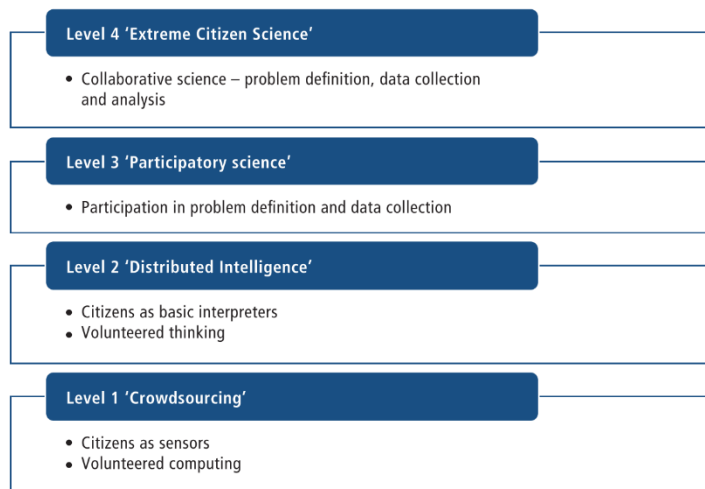 Level 4 ‘Extreme Citizen Science’
• Collaborative science – problem definition, data collection
and analysis
Level 3 ‘Participatory science’
• Participation in problem definition and data collection
Level 2 ‘Distributed Intelligence’
• Citizens as basic interpreters
• Volunteered thinking
Level 1 ‘Crowdsourcing’
• Citizens as sensors
• Volunteered computing